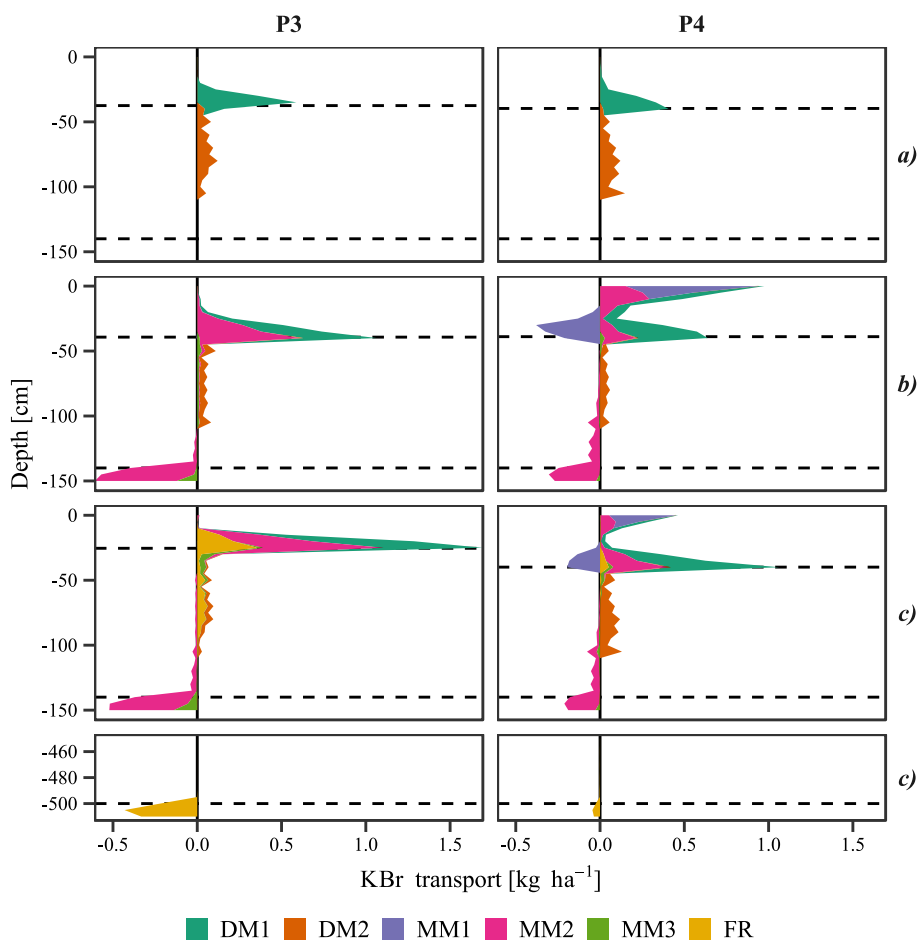 P3 P4
0
-50
-100
-150
a)
0
-50
-100
-150
b)
Depth [cm]
0
-50
-100
-150
c)
-460
-480
-500
c)
-0.5 0.0 0.5 1.0 1.5 -0.5 0.0 0.5 1.0 1.5
KBr transport [kg ha⁻¹]
DM1 DM2 MM1 MM2 MM3 FR